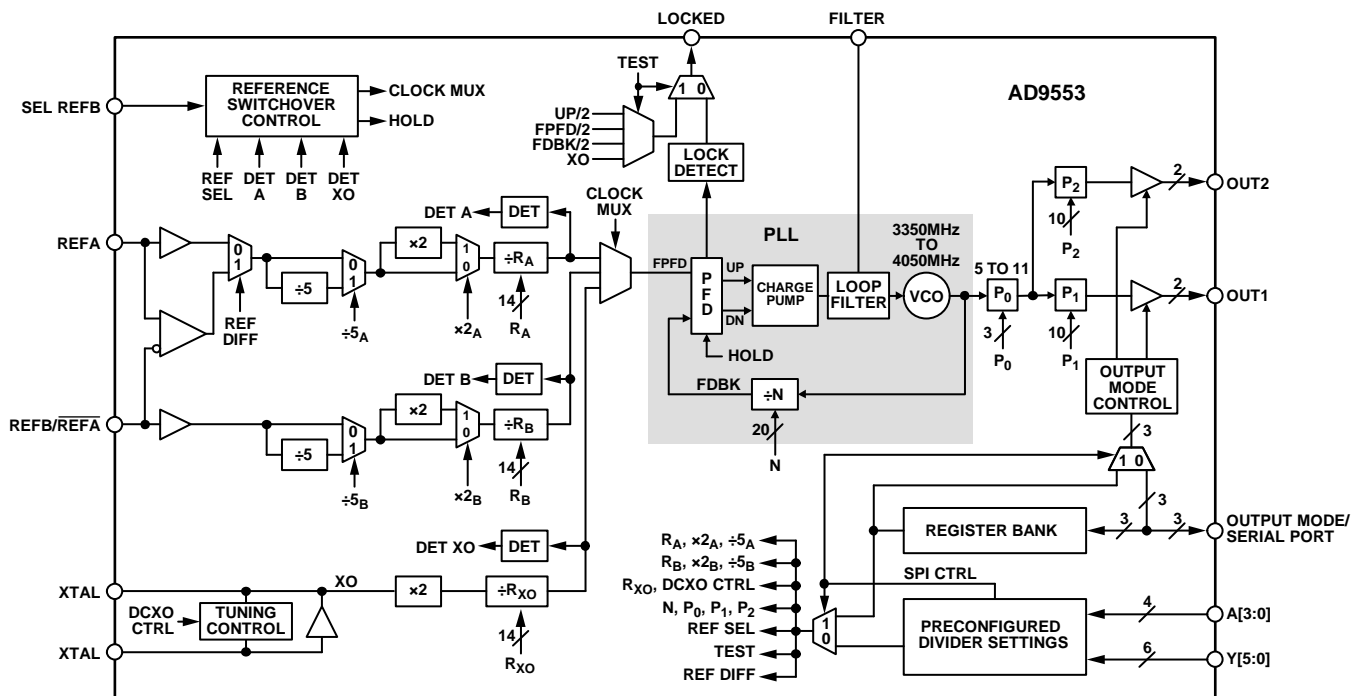 LOCKED
FILTER
TEST
1 0
AD9553
SEL REFB
REFERENCE
SWITCHOVER
CONTROL
CLOCK MUX
HOLD
UP/2
FPFD/2
FDBK/2
XO
LOCK
DETECT
REF
SEL
DET
A
DET
B
DET
XO
CLOCK
MUX
DET A
DET
P2
2
OUT2
10
P2
REFA
0
1
×2
÷5
0
1
1
0
÷RA
14
RA
REF
DIFF
÷5A
×2A
PLL
3350MHz
TO
4050MHz
FPFD
P
F
D
UP
DN
CHARGE
PUMP
LOOP
FILTER
VCO
5 TO 11
P0
3
P0
P1
10
P1
2
OUT1
HOLD
FDBK
÷N
20
N
OUTPUT
MODE
CONTROL
3
1 0
3
DET B
DET
REFB/REFA
×2
÷5
0
1
1
0
÷RB
14
RB
÷5B
×2B
REGISTER BANK
3
3
OUTPUT MODE/
SERIAL PORT
DET XO
DET
XTAL
XO
×2
÷RXO
14
RXO
DCXO
CTRL
TUNING
CONTROL
XTAL
RA, ×2A, ÷5A
RB, ×2B, ÷5B
RXO, DCXO CTRL
N, P0, P1, P2
REF SEL
TEST
REF DIFF
SPI CTRL
1
0
PRECONFIGURED
DIVIDER SETTINGS
4
A[3:0]
6
Y[5:0]